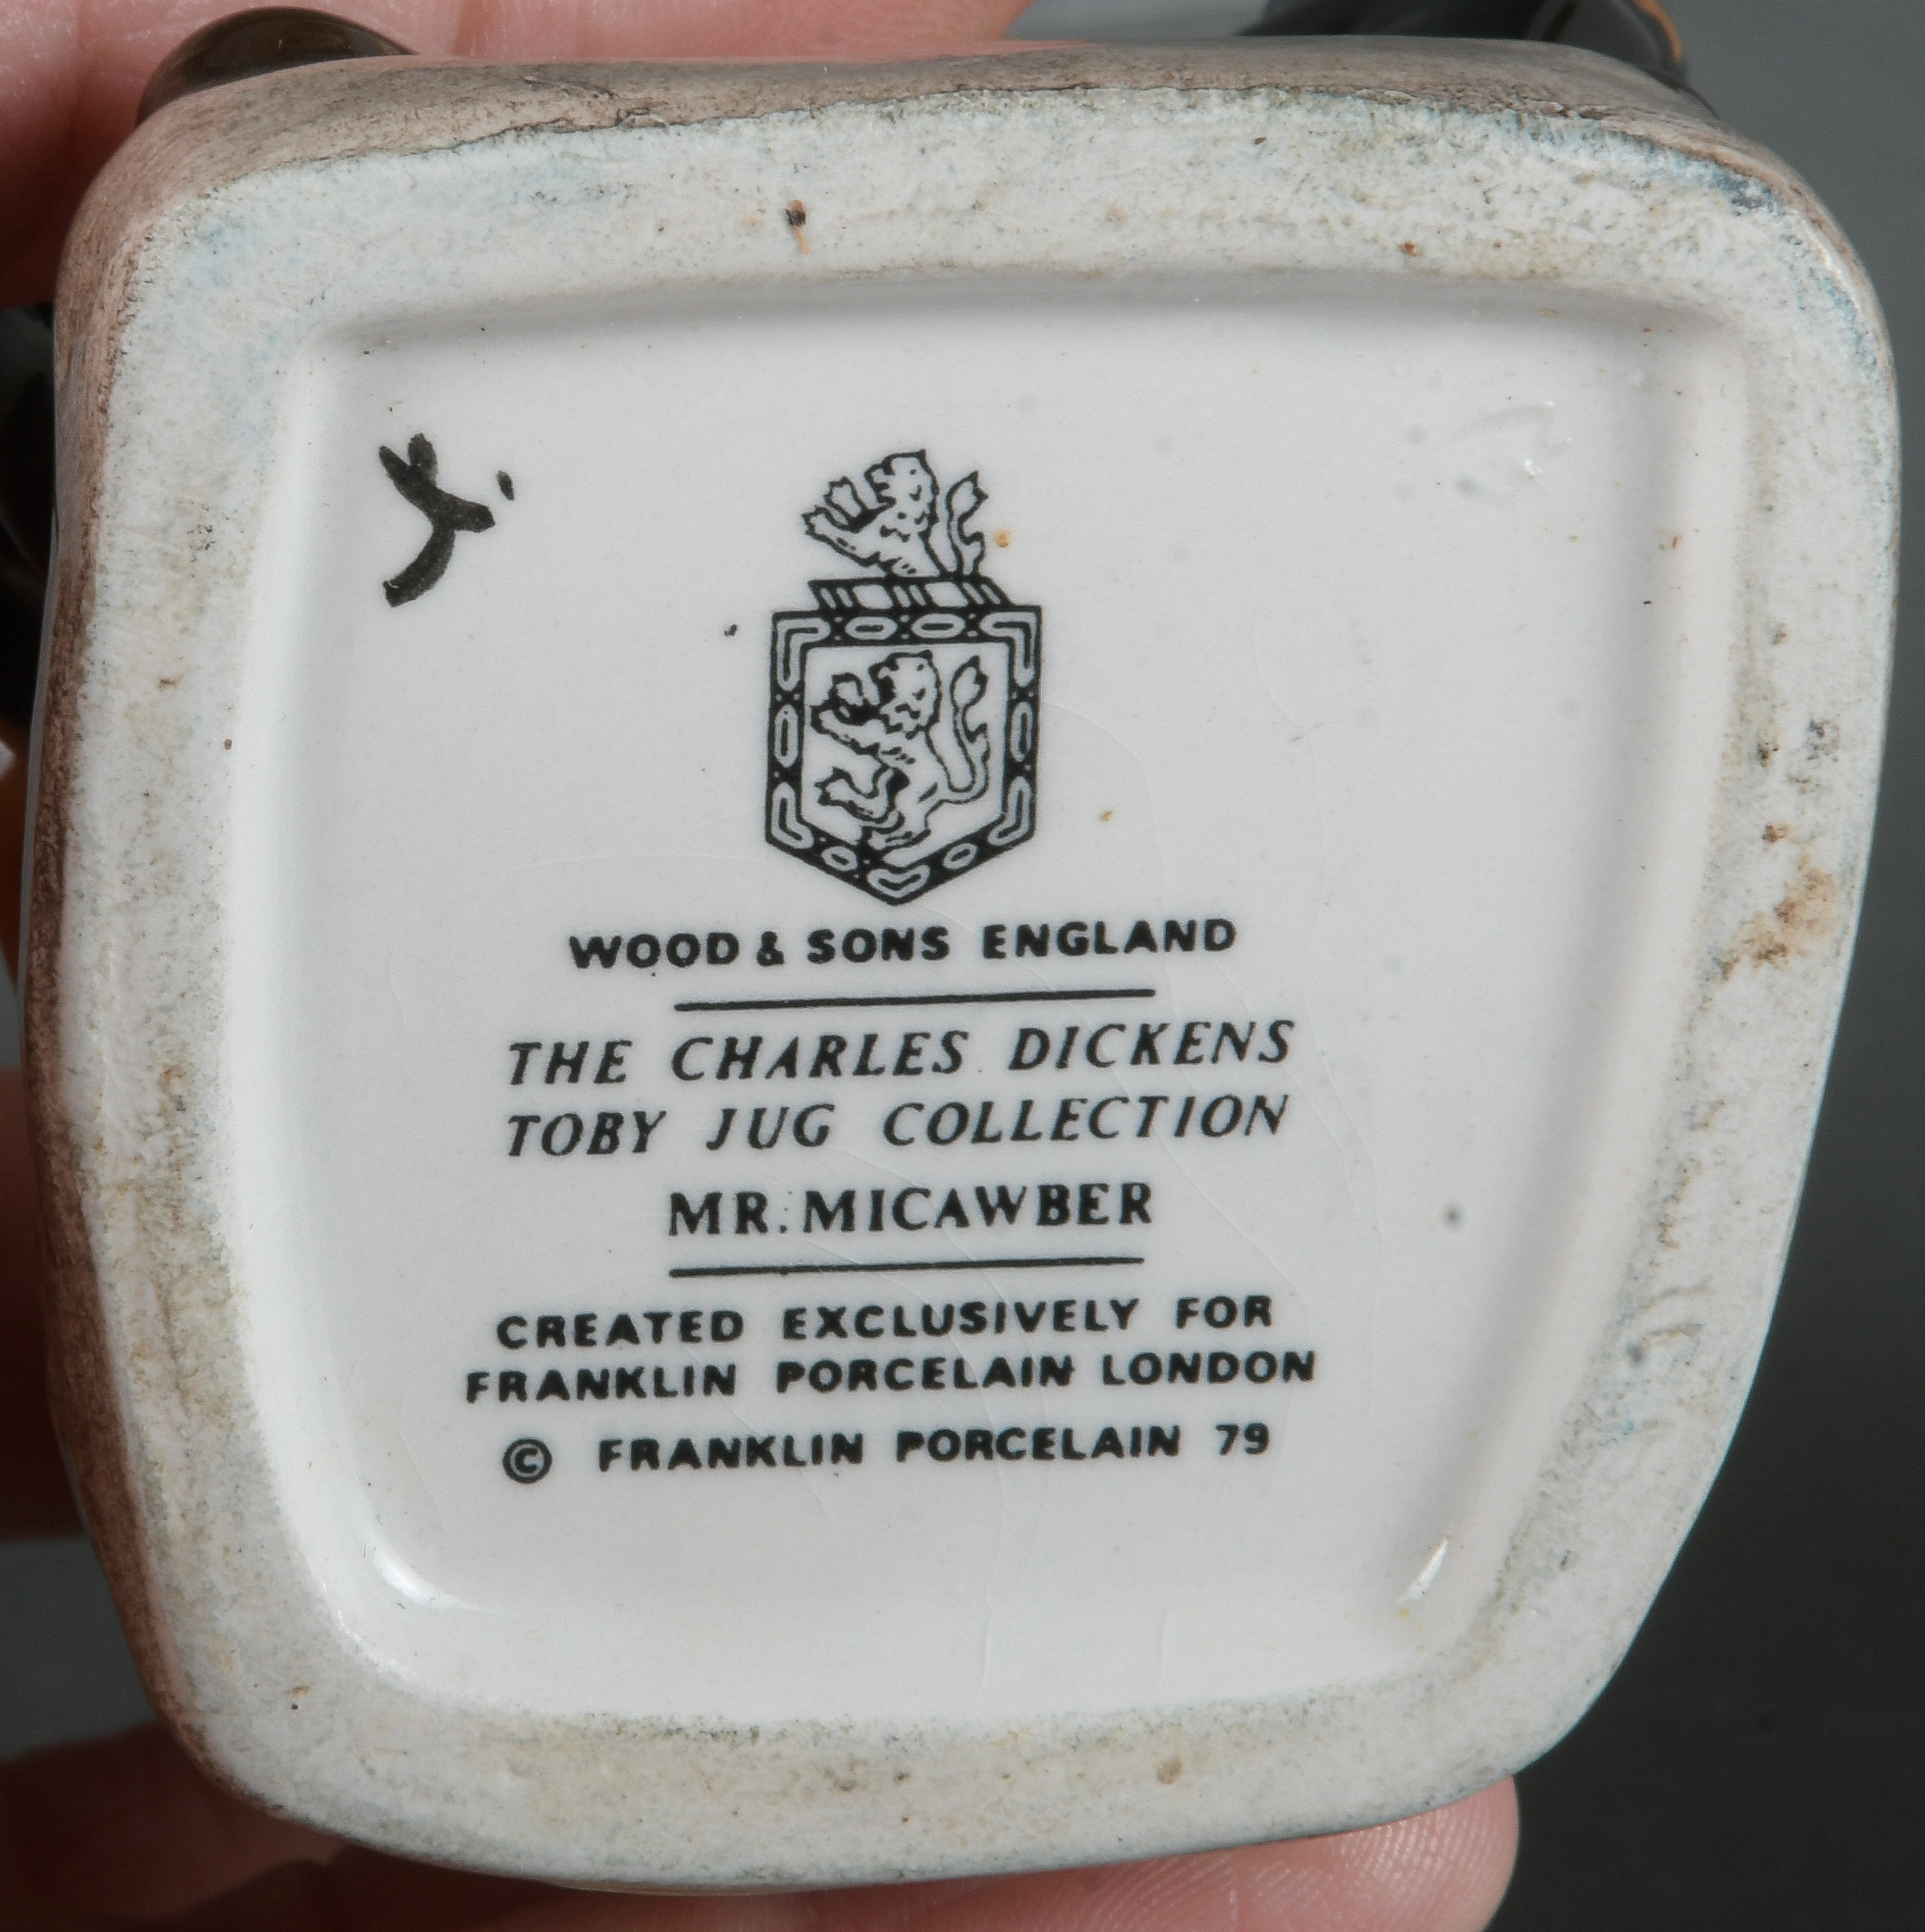 WOOD & SONS ENGLAND
THE CHARLES DICKENS
TOBY JUG COLLECTION
MR. MICAWBER
CREATED EXCLUSIVELY FOR
FRANKLIN PORCELAIN LONDON
© FRANKLIN PORCELAIN 79